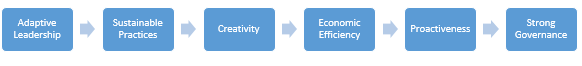 Adaptive
Leadership
Sustainable
Practices
Creativity
Economic
Efficiency
Proactiveness
Strong
Governance